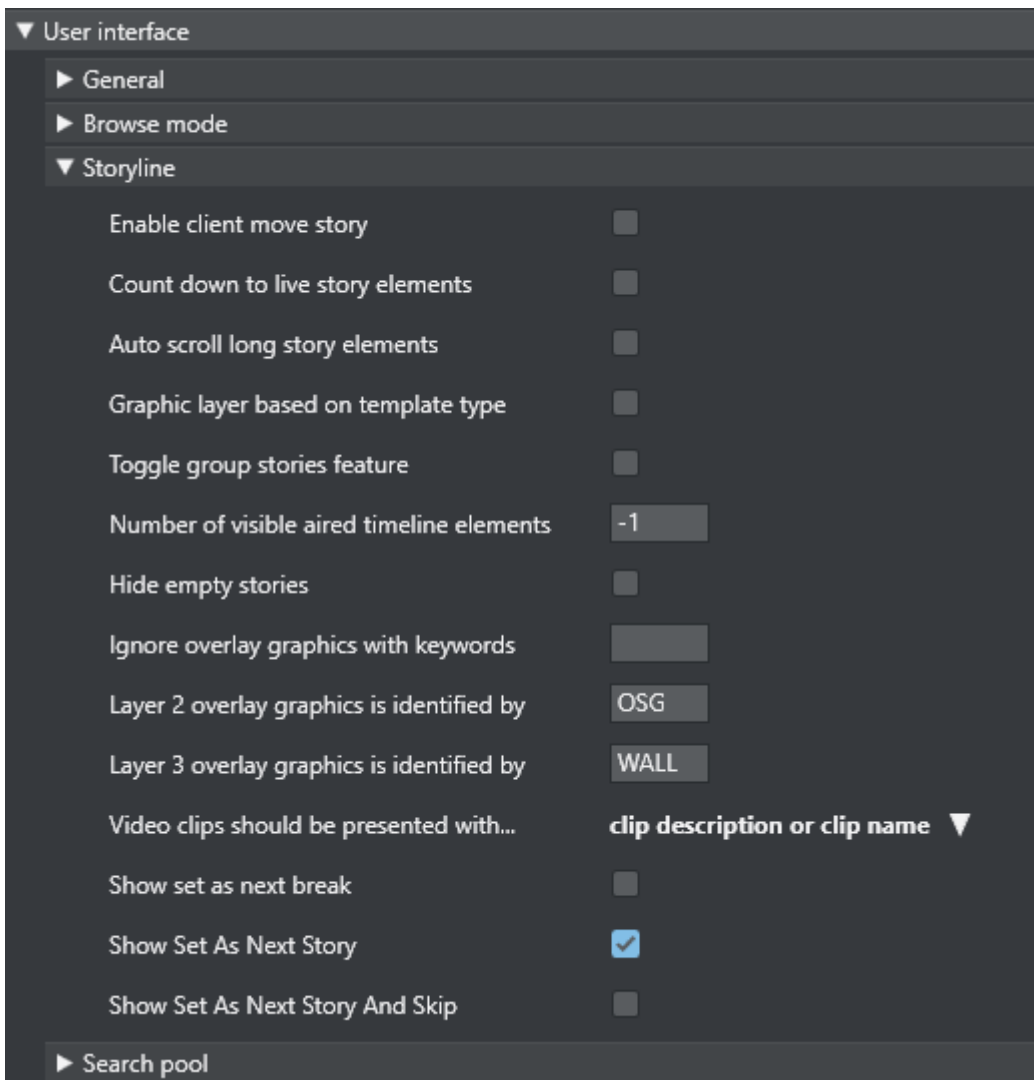 User interface
General
Browse mode
Storyline
Enable client move story
Count down to live story elements
Auto scroll long story elements
Graphic layer based on template type
Toggle group stories feature
Number of visible aired timeline elements -1
Hide empty stories
Ignore overlay graphics with keywords
Layer 2 overlay graphics is identified by OSG
Layer 3 overlay graphics is identified by WALL
Video clips should be presented with... clip description or clip name
Show set as next break
Show Set As Next Story
Show Set As Next Story And Skip
Search pool